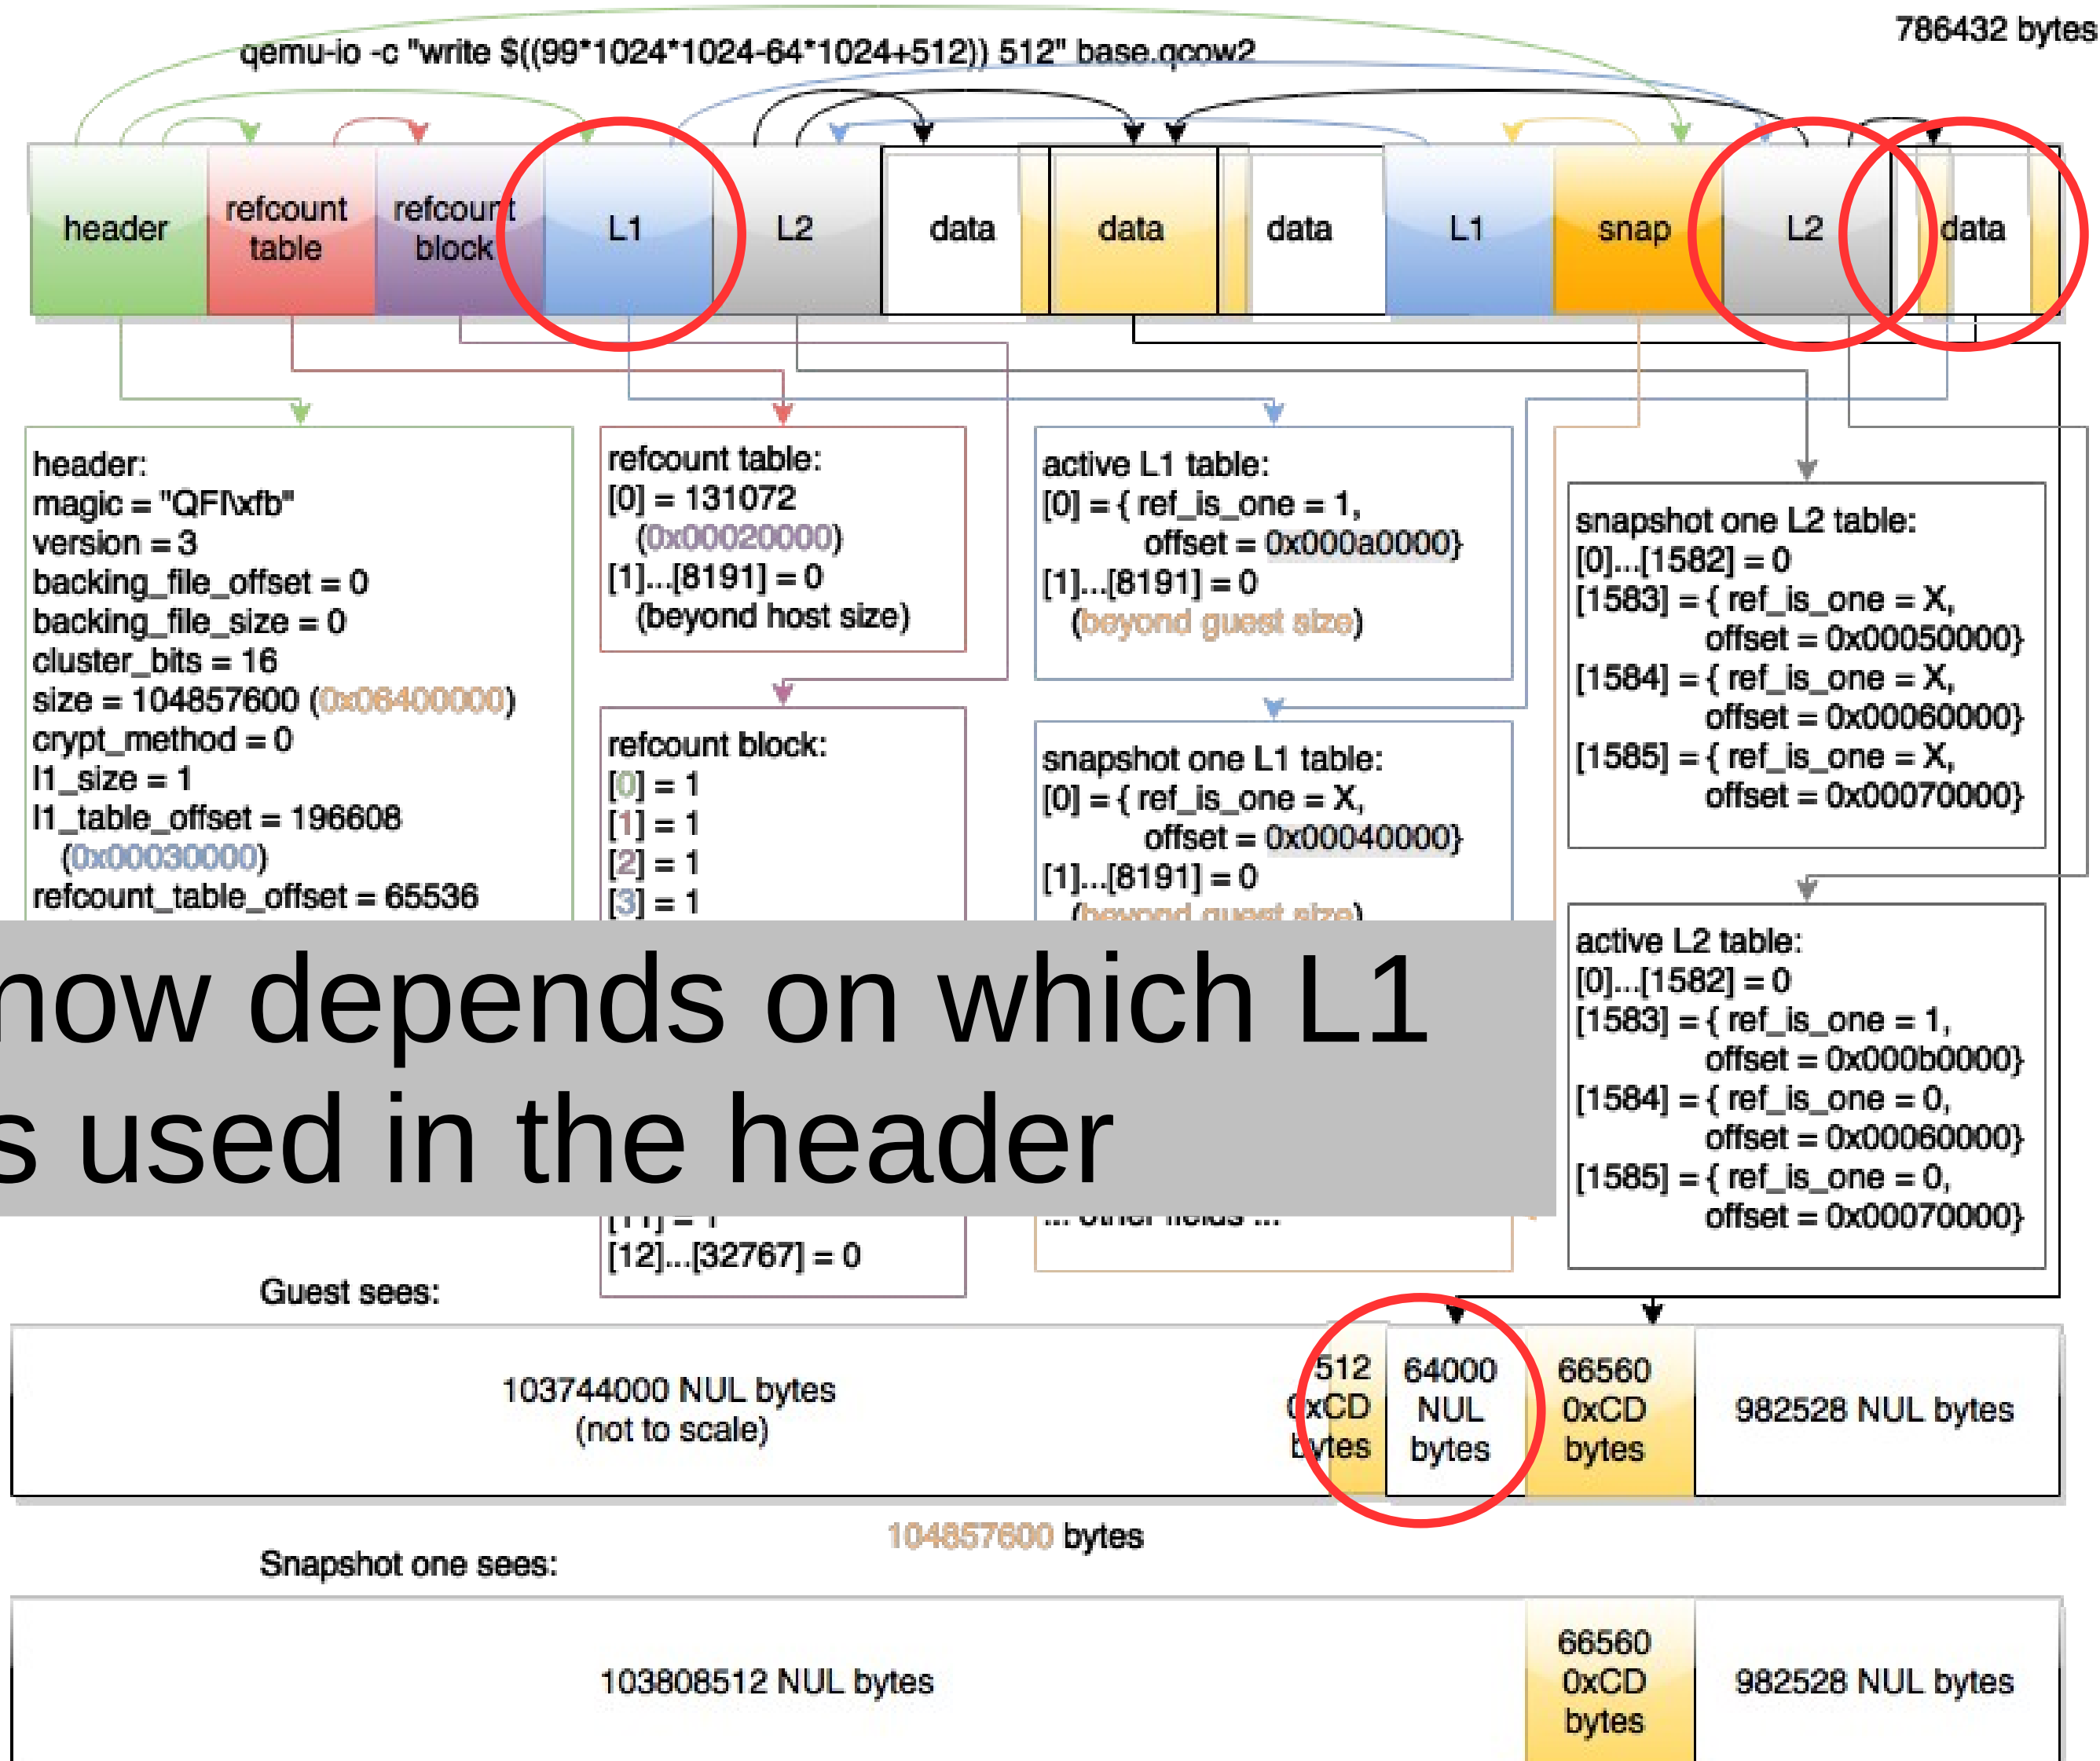 786432 bytes
qemu-io -c "write $((99*1024*1024-64*1024+512)) 512" base.qcow2
header
refcount
table
refcount
block
L1
L2
data
data
data
L1
snap
L2
data
header:
magic = "QFI\xfb"
version = 3
backing_file_offset = 0
backing_file_size = 0
cluster_bits = 16
size = 104857600 (0x06400000)
crypt_method = 0
l1_size = 1
l1_table_offset = 196608
(0x00030000)
refcount_table_offset = 65536
refcount table:
[0] = 131072
(0x00020000)
[1]...[8191] = 0
(beyond host size)
refcount block:
[0] = 1
[1] = 1
[2] = 1
[3] = 1
[11] = 1
[12]...[32767] = 0
active L1 table:
[0] = { ref_is_one = 1,
offset = 0x000a0000}
[1]...[8191] = 0
(beyond guest size)
snapshot one L1 table:
[0] = { ref_is_one = X,
offset = 0x00040000}
[1]...[8191] = 0
(beyond guest size)
... other fields ...
snapshot one L2 table:
[0]...[1582] = 0
[1583] = { ref_is_one = X,
offset = 0x00050000}
[1584] = { ref_is_one = X,
offset = 0x00060000}
[1585] = { ref_is_one = X,
offset = 0x00070000}
active L2 table:
[0]...[1582] = 0
[1583] = { ref_is_one = 1,
offset = 0x000b0000}
[1584] = { ref_is_one = 0,
offset = 0x00060000}
[1585] = { ref_is_one = 0,
offset = 0x00070000}
now depends on which L1
s used in the header
Guest sees:
103744000 NUL bytes
(not to scale)
512
0xCD
bytes
64000
NUL
bytes
66560
0xCD
bytes
982528 NUL bytes
104857600 bytes
Snapshot one sees:
103808512 NUL bytes
66560
0xCD
bytes
982528 NUL bytes